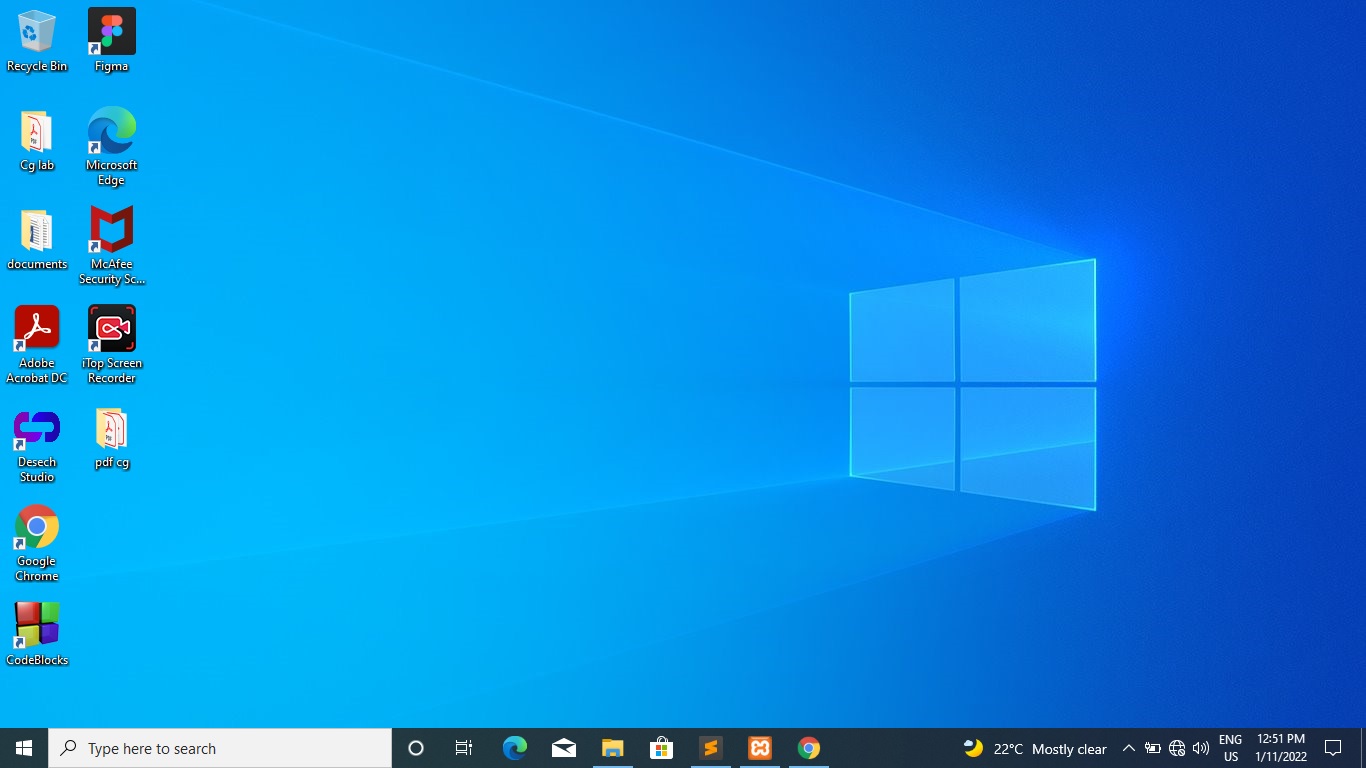 Recycle Bin
Figma
Cg lab
Microsoft
Edge
documents
McAfee
Security Sc...
Adobe
Acrobat DC
iTop Screen
Recorder
Desech
Studio
pdf cg
Google
Chrome
CodeBlocks
Type here to search
22°C Mostly clear
ENG
US
12:51 PM
1/11/2022